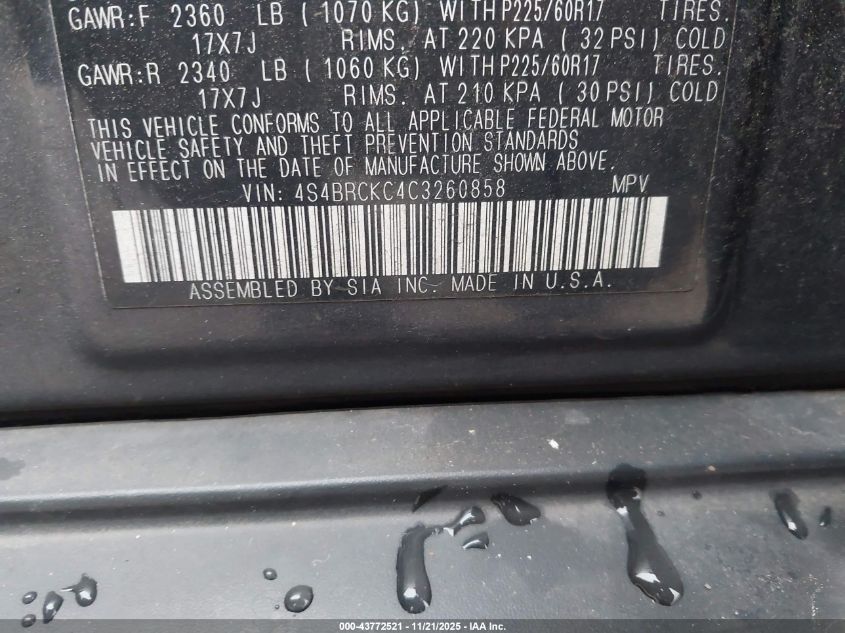 GAWR:F 2360 LB ( 1070 KG) WITH P225/60R17 TIRES.
17X7J RIMS. AT 220 KPA ( 32 PSI) COLD
GAWR:R 2340 LB ( 1060 KG) WITH P225/60R17 TIRES.
17X7J RIMS. AT 210 KPA ( 30 PSI) COLD
THIS VEHICLE CONFORMS TO ALL APPLICABLE FEDERAL MOTOR
VEHICLE SAFETY AND THEFT PREVENTION STANDARDS
IN EFFECT ON THE DATE OF MANUFACTURE SHOWN ABOVE.
VIN: 4S4BRCKC4C3260858 MPV
ASSEMBLED BY SIA INC. MADE IN U.S.A.
000-43772521 - 11/21/2025 - IAA Inc.